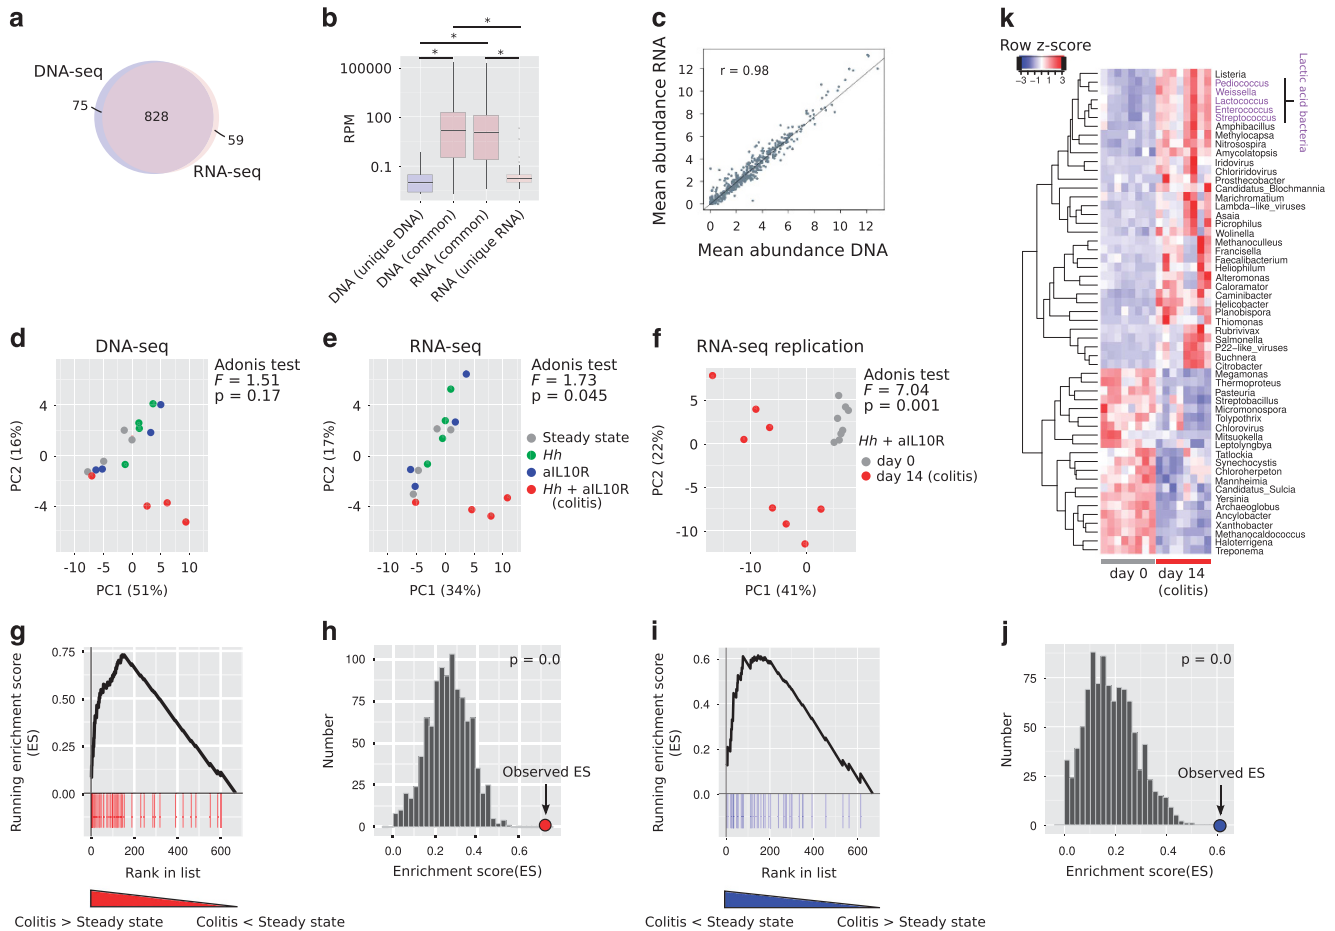 a
DNA-seq
75
828
59
RNA-seq
b
*
*
*
*
100000
100
0.1
RPM
DNA (unique DNA)
DNA (common)
RNA (common)
RNA (unique RNA)
c
r = 0.98
12
10
8
6
4
2
0
Mean abundance RNA
0 2 4 6 8 10 12
Mean abundance DNA
d
DNA-seq
Adonis test
F = 1.51
p = 0.17
4
0
-4
PC2 (16%)
-10 -5 0 5 10
PC1 (51%)
e
RNA-seq
Adonis test
F = 1.73
p = 0.045
Steady state
Hh
aIL10R
Hh + aIL10R
(colitis)
4
0
-4
PC2 (17%)
-10 -5 0 5 10
PC1 (34%)
f
RNA-seq replication
Adonis test
F = 7.04
p = 0.001
Hh + aIL10R
day 0
day 14 (colitis)
5
0
-5
-10
PC2 (22%)
-10 0
PC1 (41%)
g
0.75
0.50
0.25
0.00
Running enrichment score
(ES)
0 200 400 600
Rank in list
Colitis > Steady state
Colitis < Steady state
h
p = 0.0
100
75
50
25
0
Number
Observed ES
0.0 0.2 0.4 0.6
Enrichment score(ES)
i
0.6
0.4
0.2
0.0
Running enrichment score
(ES)
0 200 400 600
Rank in list
Colitis < Steady state
Colitis > Steady state
j
p = 0.0
75
50
25
0
Number
Observed ES
0.0 0.2 0.4 0.6
Enrichment score(ES)
k
Row z-score
-3 -1 1 3
Lactic acid bacteria
Listeria
Pediococcus
Weissella
Lactococcus
Enterococcus
Streptococcus
Amphibacillus
Methylocapsa
Nitrosospira
Amycolatopsis
Iridovirus
Chloriridovirus
Prosthecobacter
Candidatus_Blochmannia
Marichromatium
Lambda-like_viruses
Asaia
Picrophilus
Wolinella
Methanoculleus
Francisella
Faecalibacterium
Heliophilum
Alteromonas
Caloramator
Caminibacter
Helicobacter
Planobispora
Thiomonas
Rubrivivax
Salmonella
P22-like_viruses
Buchnera
Citrobacter
Megamonas
Thermoproteus
Pasteuria
Streptobacillus
Micromonospora
Tolypothrix
Chlorovirus
Mitsuokella
Leptolyngbya
Tatlockia
Synechocystis
Chloroherpeton
Mannheimia
Candidatus_Sulcia
Yersinia
Archaeoglobus
Ancylobacter
Xanthobacter
Methanocaldococcus
Haloterrigena
Treponema
day 0
day 14
(colitis)